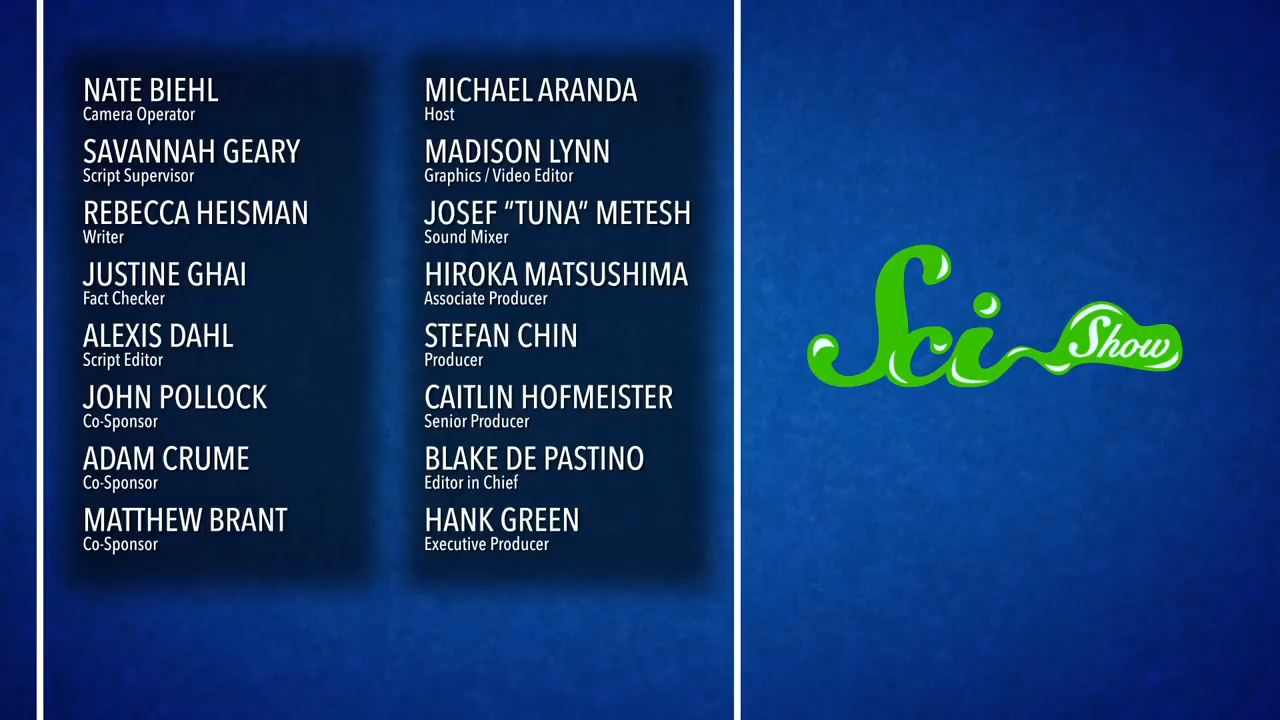 NATE BIEHL
Camera Operator
SAVANNAH GEARY
Script Supervisor
REBECCA HEISMAN
Writer
JUSTINE GHAI
Fact Checker
ALEXIS DAHL
Script Editor
JOHN POLLOCK
Co-Sponsor
ADAM CRUME
Co-Sponsor
MATTHEW BRANT
Co-Sponsor
MICHAEL ARANDA
Host
MADISON LYNN
Graphics / Video Editor
JOSEF “TUNA” METESH
Sound Mixer
HIROKA MATSUSHIMA
Associate Producer
STEFAN CHIN
Producer
CAITLIN HOFMEISTER
Senior Producer
BLAKE DE PASTINO
Editor in Chief
HANK GREEN
Executive Producer
Sci Show